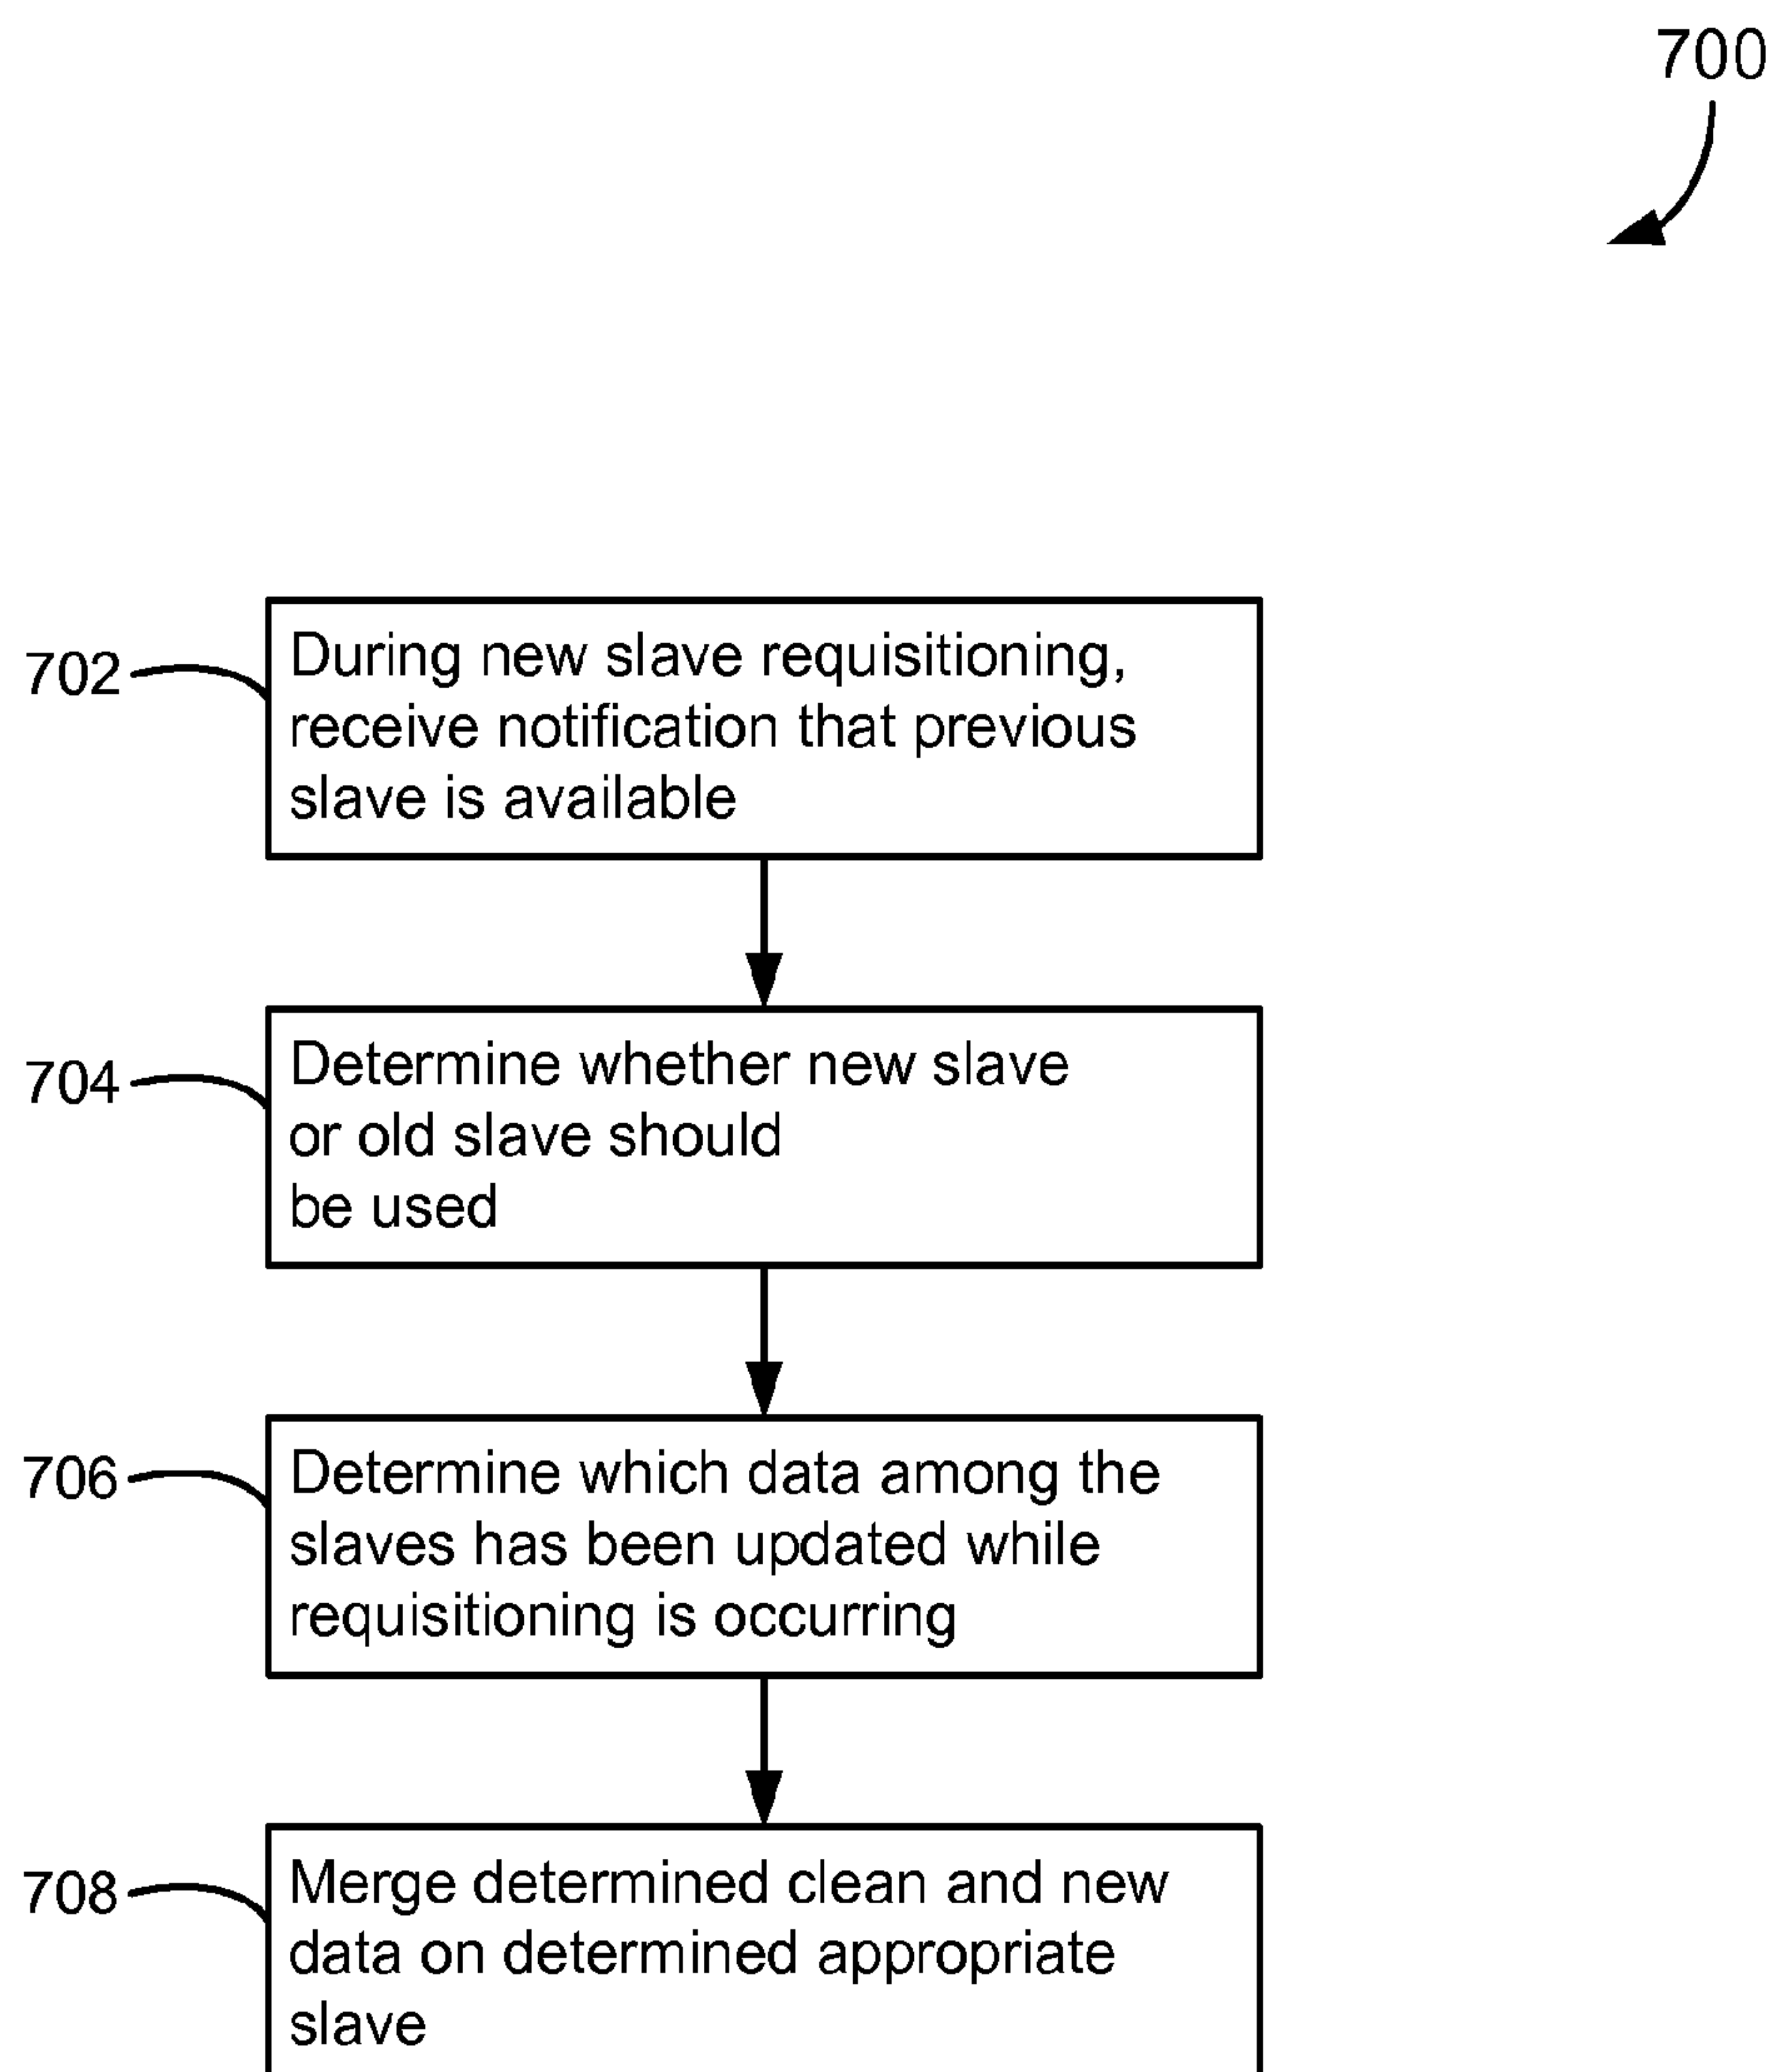 700
702
During new slave requisitioning,
receive notification that previous
slave is available
704
Determine whether new slave
or old slave should
be used
706
Determine which data among the
slaves has been updated while
requisitioning is occurring
708
Merge determined clean and new
data on determined appropriate
slave